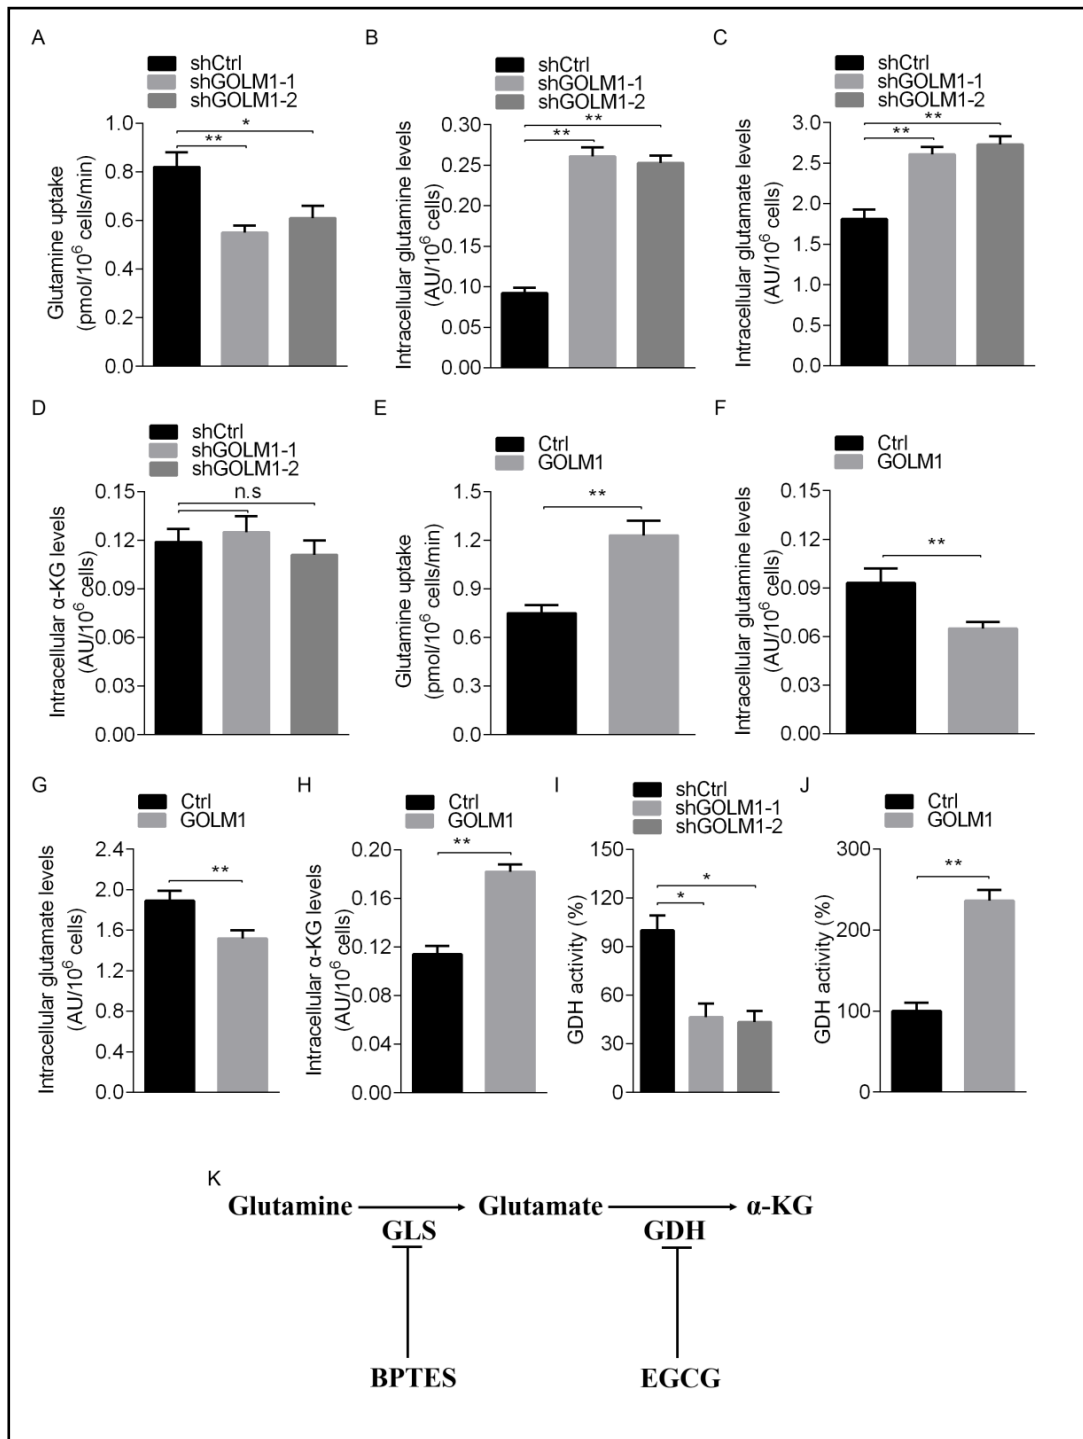 A
shCtrl
shGOLM1-1
shGOLM1-2
Glutamine uptake
(pmol/10⁶ cells/min)
1.0
0.8
0.6
0.4
0.2
0.0
**
*
B
shCtrl
shGOLM1-1
shGOLM1-2
Intracellular glutamine levels
(AU/10⁶ cells)
0.30
0.25
0.20
0.15
0.10
0.05
0.00
**
**
C
shCtrl
shGOLM1-1
shGOLM1-2
Intracellular glutamate levels
(AU/10⁶ cells)
3.0
2.5
2.0
1.5
1.0
0.5
0.0
**
**
D
shCtrl
shGOLM1-1
shGOLM1-2
Intracellular α-KG levels
(AU/10⁶ cells)
0.15
0.12
0.09
0.06
0.03
0.00
n.s
E
Ctrl
GOLM1
Glutamine uptake
(pmol/10⁶ cells/min)
1.5
1.2
0.9
0.6
0.3
0.0
**
F
Ctrl
GOLM1
Intracellular glutamine levels
(AU/10⁶ cells)
0.15
0.12
0.09
0.06
0.03
0.00
**
G
Ctrl
GOLM1
Intracellular glutamate levels
(AU/10⁶ cells)
2.4
2.0
1.6
1.2
0.8
0.4
0.0
**
H
Ctrl
GOLM1
Intracellular α-KG levels
(AU/10⁶ cells)
0.20
0.16
0.12
0.08
0.04
0.00
**
I
shCtrl
shGOLM1-1
shGOLM1-2
GDH activity (%)
150
120
90
60
30
0
*
*
J
Ctrl
GOLM1
GDH activity (%)
300
200
100
0
**
K
Glutamine Glutamate α-KG
GLS GDH
BPTES EGCG